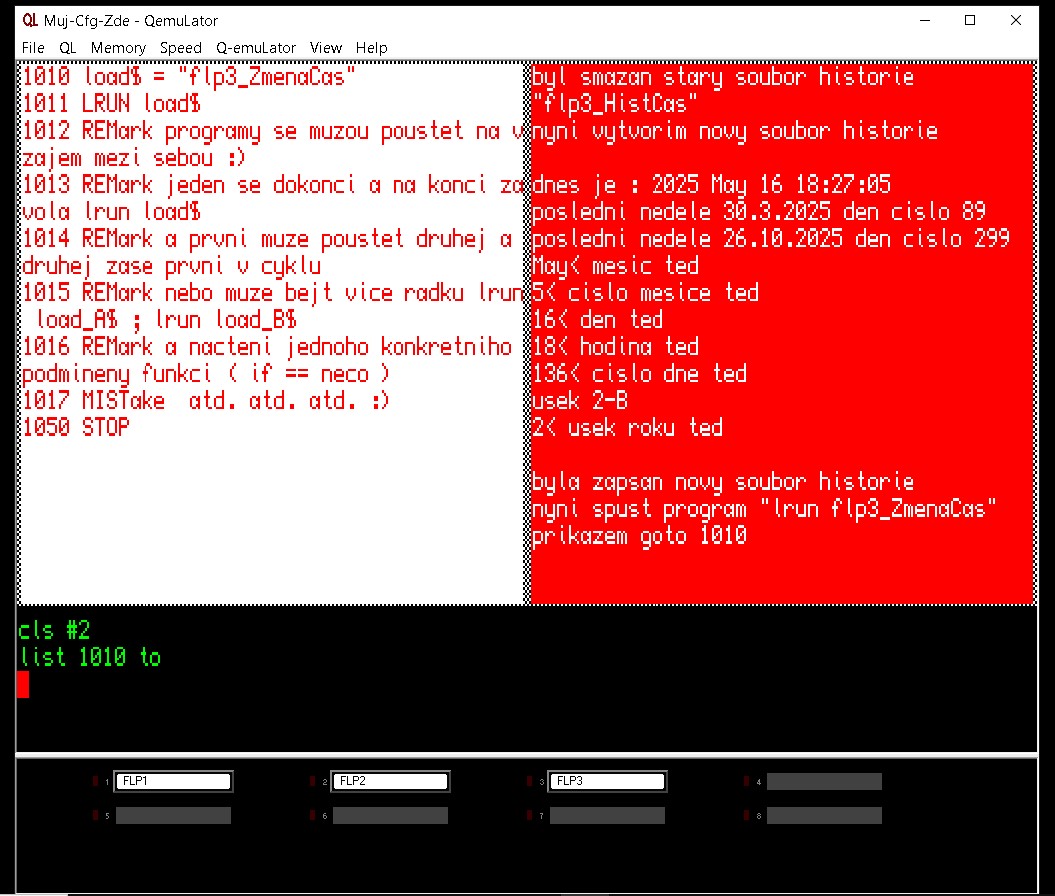 QL Muj-Cfg-Zde - QemuLator
File QL Memory Speed Q-emuLator View Help
1010 load$ = "flp3_ZmenaCas"
1011 LRUN load$
1012 REMark programy se muzou poustet na v
zajem mezi sebou :)
1013 REMark jeden se dokonci a na konci za
vola lrun load$
1014 REMark a prvni muze poustet druhej a
druhej zase prvni v cyklu
1015 REMark nebo muze bejt vice radku lrun
load_A$ ; lrun load_B$
1016 REMark a nacteni jednoho konkretniho
podmineny funkci ( if == neco )
1017 MISTake  atd. atd. atd. :)
1050 STOP
byl smazan stary soubor historie
"flp3_HistCas"
nyni vytvorim novy soubor historie
dnes je : 2025 May 16 18:27:05
posledni nedele 30.3.2025 den cislo 89
posledni nedele 26.10.2025 den cislo 299
May< mesic ted
5< cislo mesice ted
16< den ted
18< hodina ted
136< cislo dne ted
usek 2-B
2< usek roku ted
byla zapsan novy soubor historie
nyni spust program "lrun flp3_ZmenaCas"
prikazem goto 1010
cls #2
list 1010 to
1 FLP1 2 FLP2 3 FLP3 4
5 6 7 8